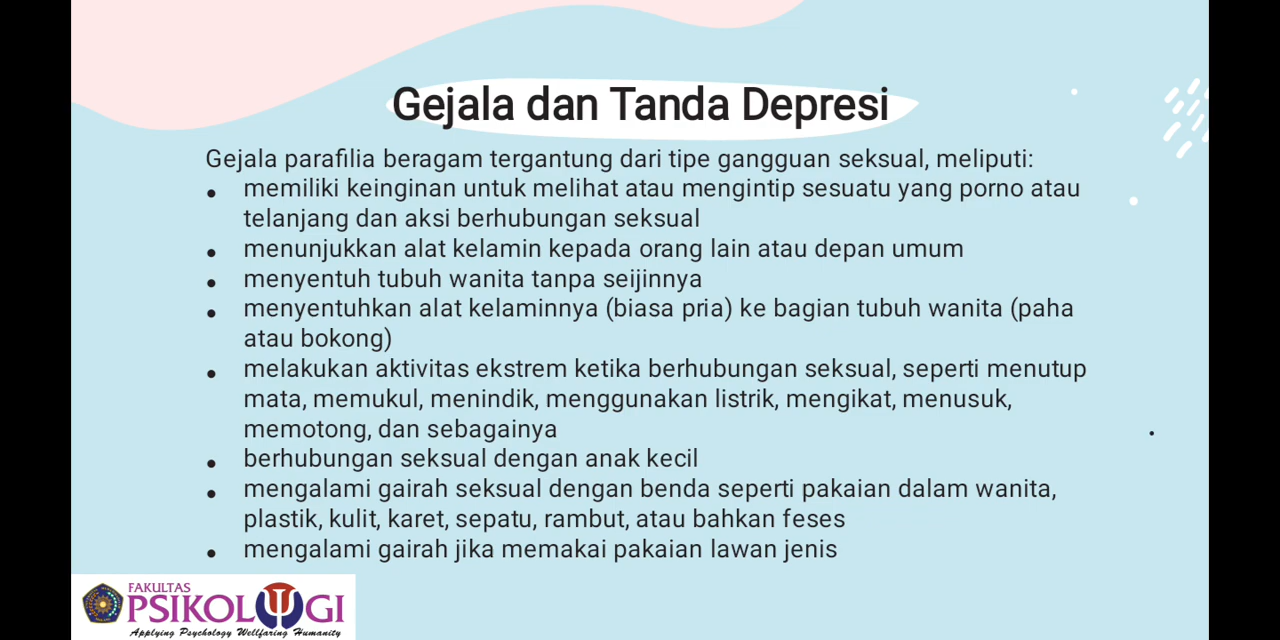 Gejala dan Tanda Depresi
Gejala parafilia beragam tergantung dari tipe gangguan seksual, meliputi:
• memiliki keinginan untuk melihat atau mengintip sesuatu yang porno atau
telanjang dan aksi berhubungan seksual
• menunjukkan alat kelamin kepada orang lain atau depan umum
• menyentuh tubuh wanita tanpa seijinnya
• menyentuhkan alat kelaminnya (biasa pria) ke bagian tubuh wanita (paha
atau bokong)
• melakukan aktivitas ekstrem ketika berhubungan seksual, seperti menutup
mata, memukul, menindik, menggunakan listrik, mengikat, menusuk,
memotong, dan sebagainya
• berhubungan seksual dengan anak kecil
• mengalami gairah seksual dengan benda seperti pakaian dalam wanita,
plastik, kulit, karet, sepatu, rambut, atau bahkan feses
• mengalami gairah jika memakai pakaian lawan jenis
FAKULTAS
PSIKOLOGI
Applying Psychology Wellfaring Humanity